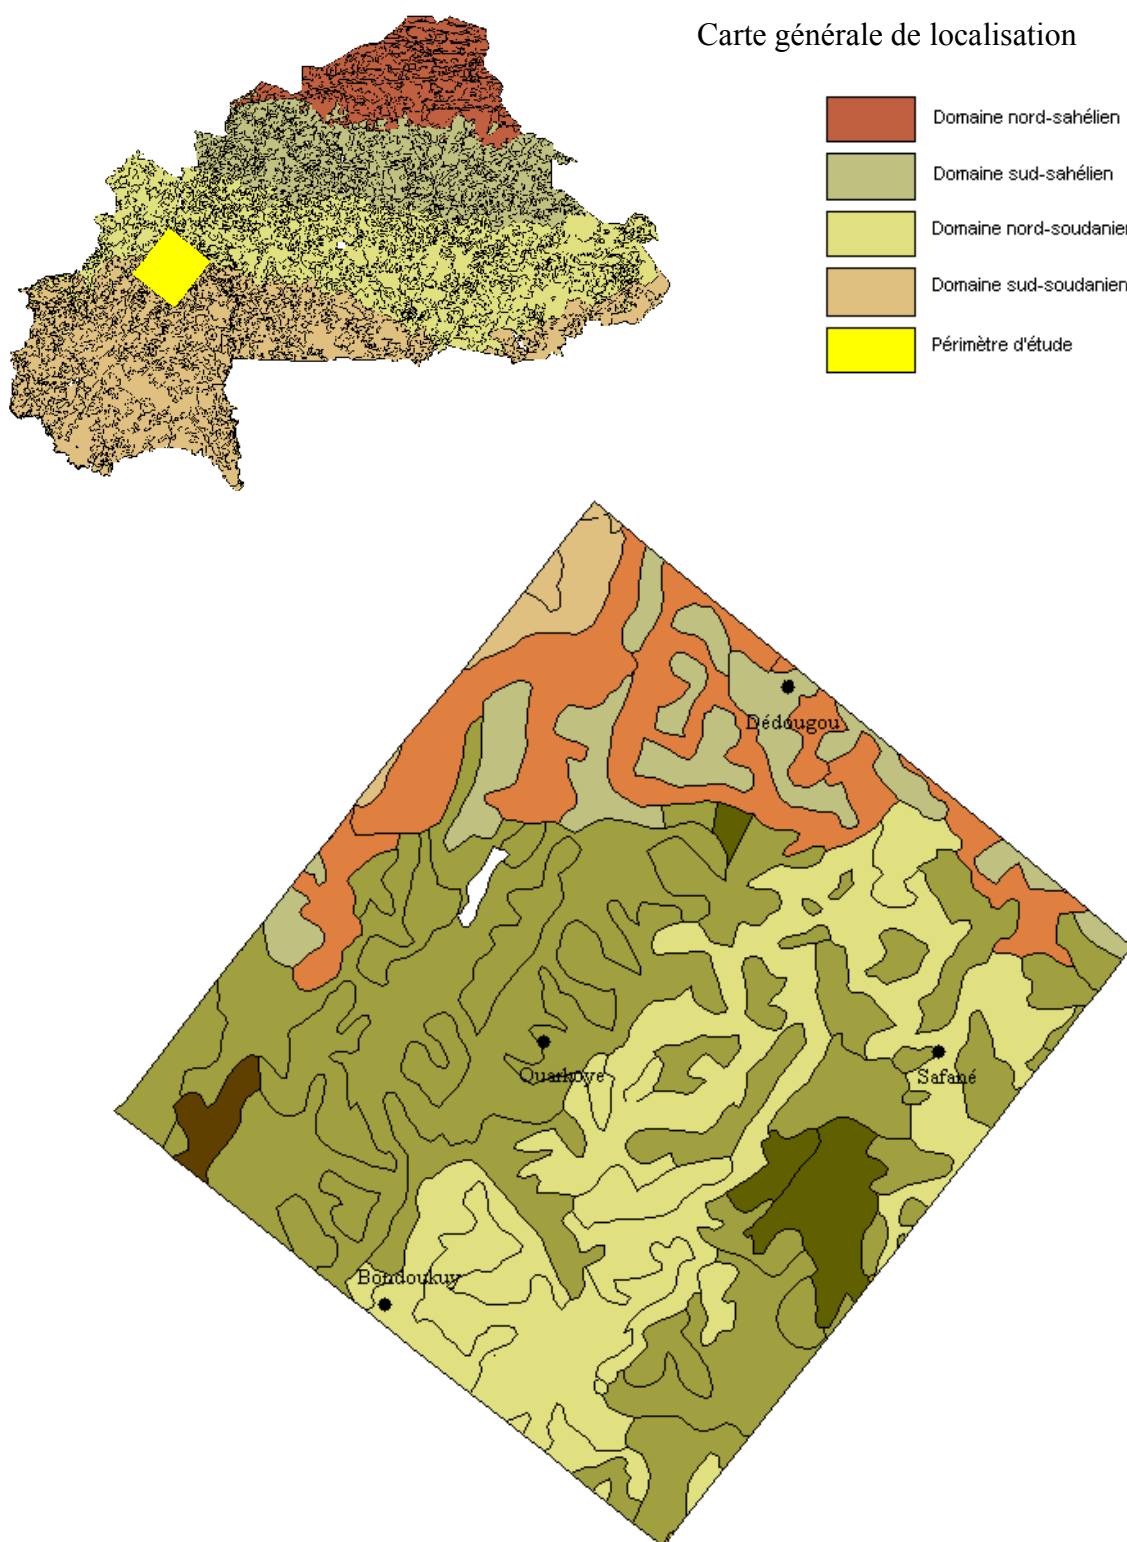 Carte générale de localisation
Domaine nord-sahélien
Domaine sud-sahélien
Domaine nord-soudanien
Domaine sud-soudanien
Périmètre d'étude
Dédougou
Ouarkoye
Safané
Bondoukuy